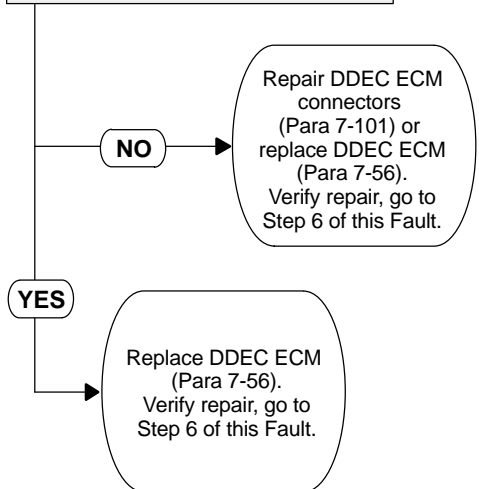 Repair DDEC ECM
connectors
(Para 7-101) or
replace DDEC ECM
(Para 7-56).
Verify repair, go to
Step 6 of this Fault.
NO
YES
Replace DDEC ECM
(Para 7-56).
Verify repair, go to
Step 6 of this Fault.